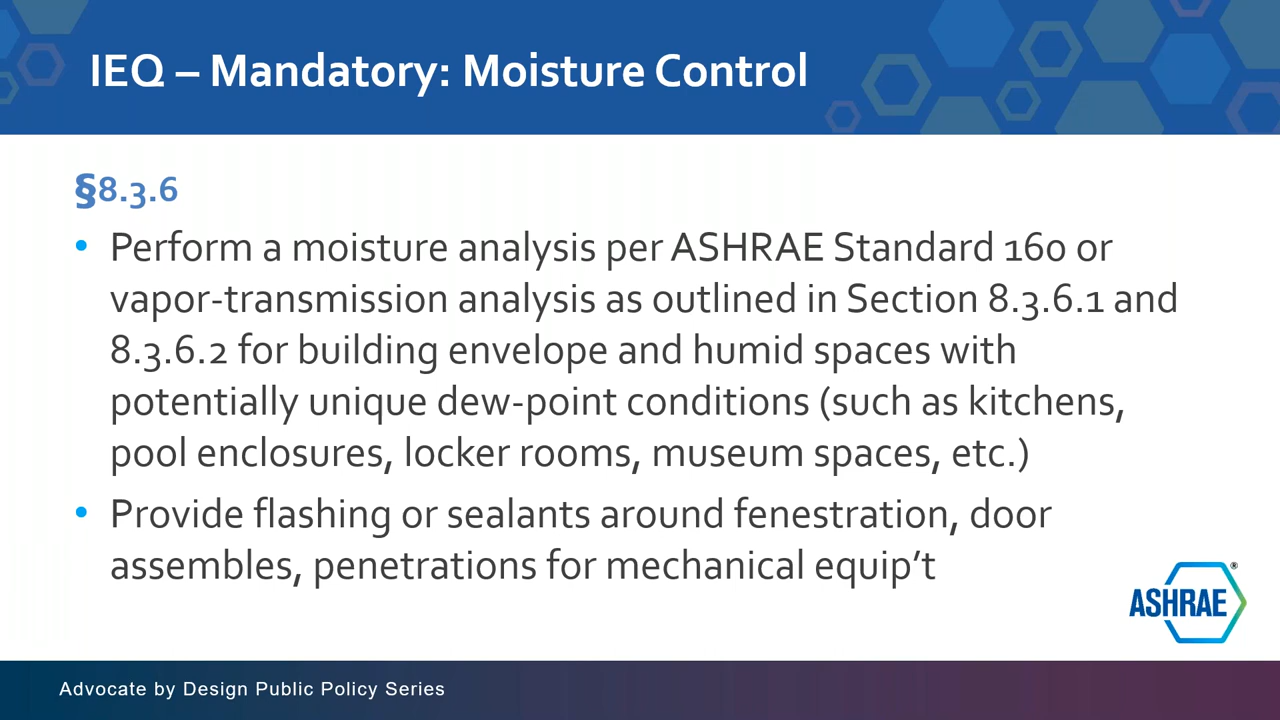 IEQ – Mandatory: Moisture Control
§8.3.6
• Perform a moisture analysis per ASHRAE Standard 160 or
vapor-transmission analysis as outlined in Section 8.3.6.1 and
8.3.6.2 for building envelope and humid spaces with
potentially unique dew-point conditions (such as kitchens,
pool enclosures, locker rooms, museum spaces, etc.)
• Provide flashing or sealants around fenestration, door
assembles, penetrations for mechanical equip’t
ASHRAE®
Advocate by Design Public Policy Series